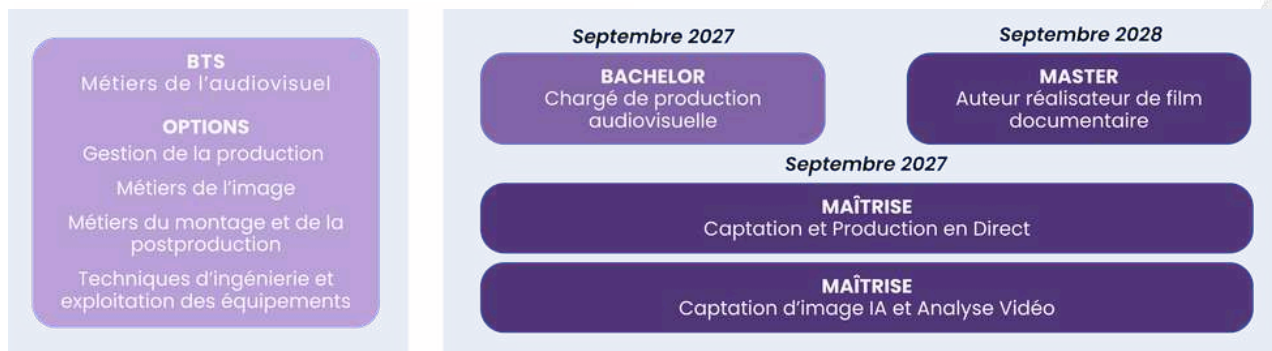 BTS
Métiers de l'audiovisuel
OPTIONS
Gestion de la production
Métiers de l'image
Métiers du montage et de la
postproduction
Techniques d'ingénierie et
exploitation des équipements
Septembre 2027
BACHELOR
Chargé de production
audiovisuelle
Septembre 2028
MASTER
Auteur réalisateur de film
documentaire
Septembre 2027
MAÎTRISE
Captation et Production en Direct
MAÎTRISE
Captation d'image IA et Analyse Vidéo